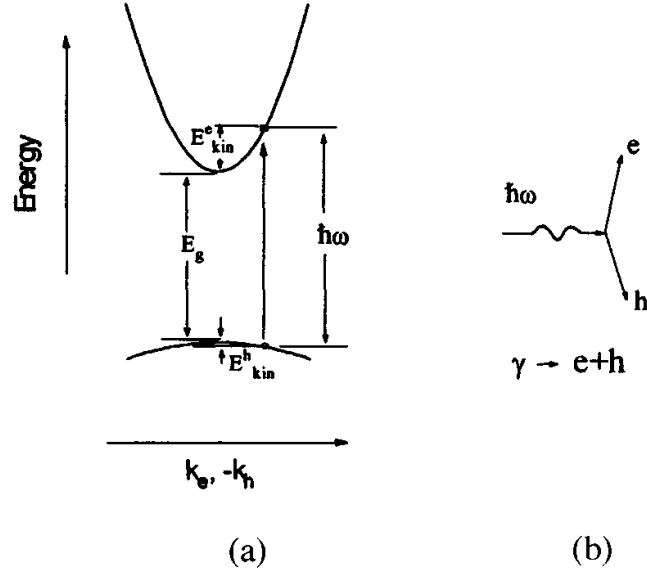 Energy
E^e_kin
E_g
ħω
E^h_kin
k_e, -k_h
(a)
ħω
e
h
γ → e+h
(b)